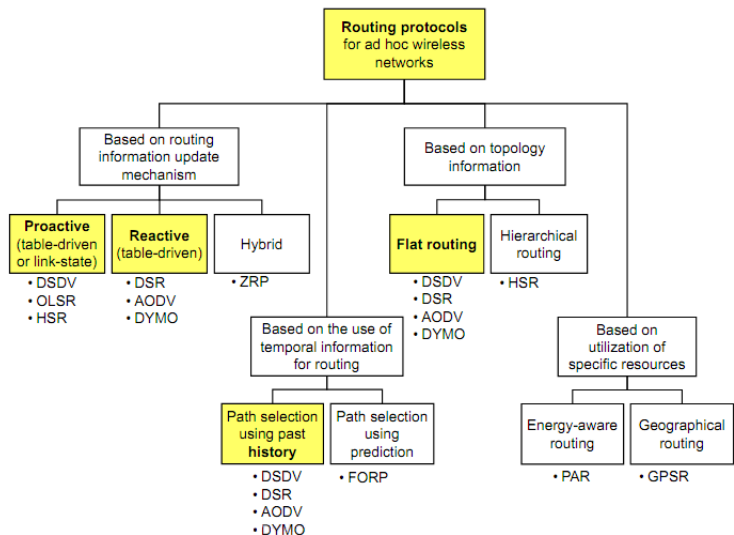 Routing protocols
for ad hoc wireless
networks
Based on routing
information update
mechanism
Based on topology
information
Proactive
(table-driven
or link-state)
• DSDV
• OLSR
• HSR
Reactive
(table-driven)
• DSR
• AODV
• DYMO
Hybrid
• ZRP
Flat routing
• DSDV
• DSR
• AODV
• DYMO
Hierarchical
routing
• HSR
Based on the use of
temporal information
for routing
Based on
utilization of
specific resources
Path selection
using past
history
• DSDV
• DSR
• AODV
• DYMO
Path selection
using
prediction
• FORP
Energy-aware
routing
• PAR
Geographical
routing
• GPSR